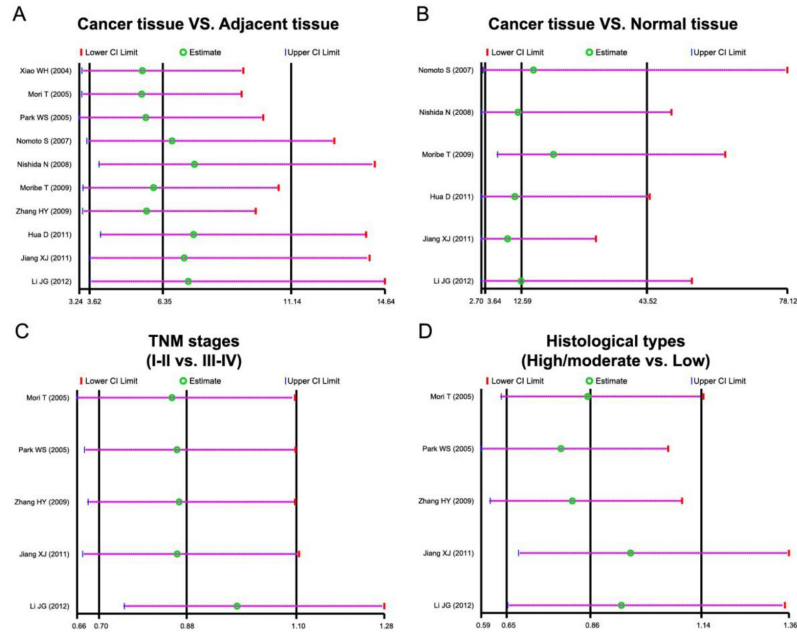 A
Cancer tissue VS. Adjacent tissue
Lower CI Limit Estimate Upper CI Limit
Xiao WH (2004)
Mori T (2005)
Park WS (2005)
Nomoto S (2007)
Nishida N (2008)
Moribe T (2009)
Zhang HY (2009)
Hua D (2011)
Jiang XJ (2011)
Li JG (2012)
3.24 3.62 6.35 11.14 14.64
B
Cancer tissue VS. Normal tissue
Lower CI Limit Estimate Upper CI Limit
Nomoto S (2007)
Nishida N (2008)
Moribe T (2009)
Hua D (2011)
Jiang XJ (2011)
Li JG (2012)
2.70 3.64 12.59 43.52 78.12
C
TNM stages
(I-II vs. III-IV)
Lower CI Limit Estimate Upper CI Limit
Mori T (2005)
Park WS (2005)
Zhang HY (2009)
Jiang XJ (2011)
Li JG (2012)
0.66 0.70 0.88 1.10 1.28
D
Histological types
(High/moderate vs. Low)
Lower CI Limit Estimate Upper CI Limit
Mori T (2005)
Park WS (2005)
Zhang HY (2009)
Jiang XJ (2011)
Li JG (2012)
0.59 0.65 0.86 1.14 1.36